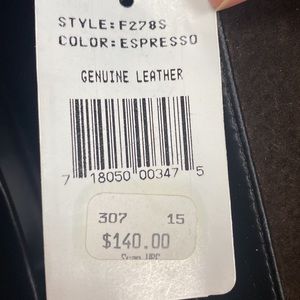 STYLE: F278S
COLOR: ESPRESSO
GENUINE LEATHER
7 18050 00347 5
307 15
$140.00